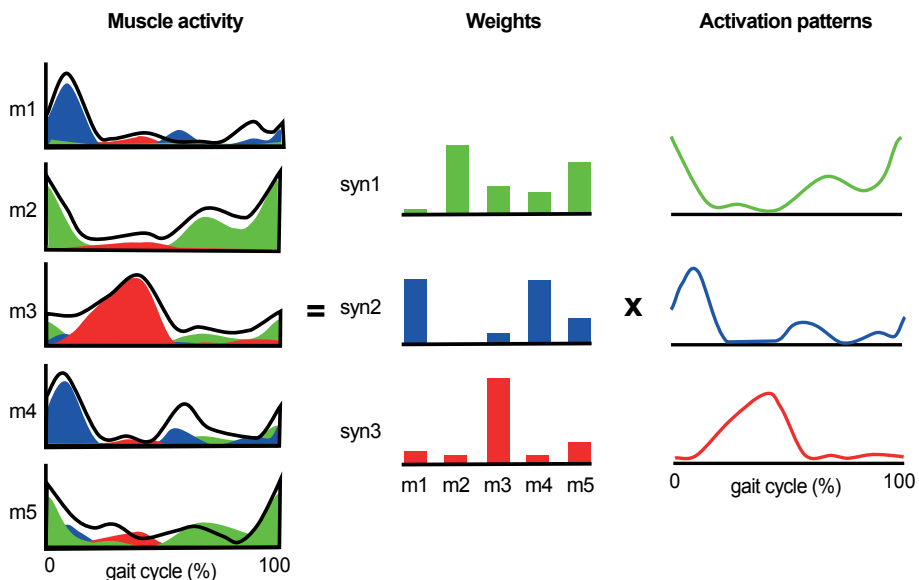 Muscle activity
Weights
Activation patterns
m1
m2
m3
m4
m5
0
100
gait cycle (%)
=
syn1
syn2
syn3
m1 m2 m3 m4 m5
x
0
100
gait cycle (%)